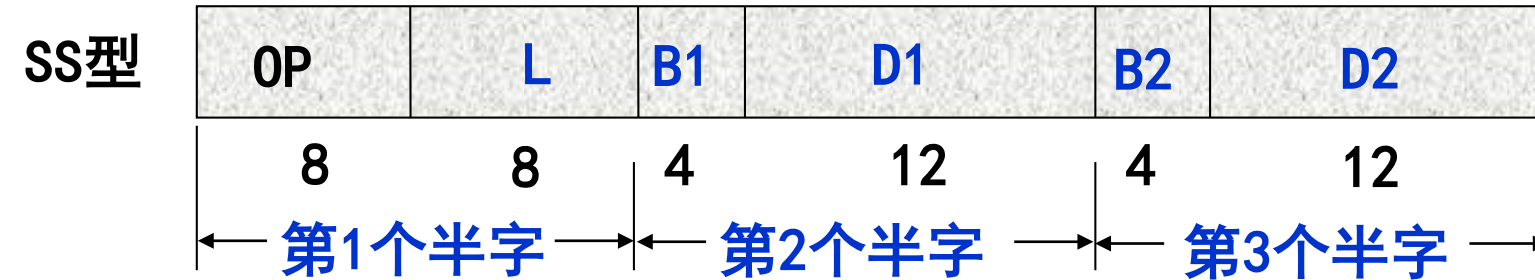 SS型 OP L B1 D1 B2 D2
8 8 4 12 4 12
第1个半字 第2个半字 第3个半字